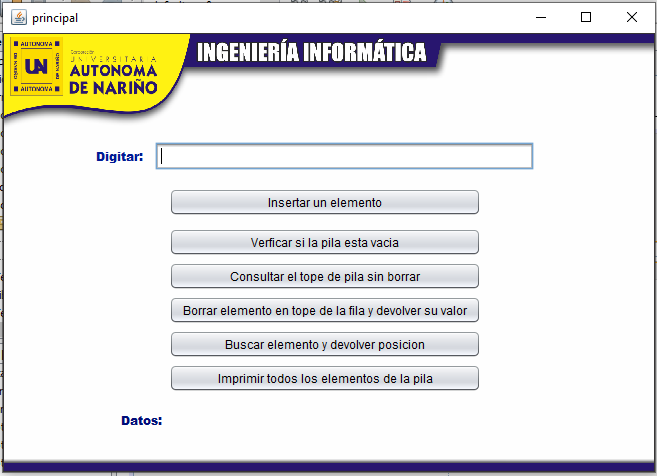 principal
AUTONOMA
UAN
AUTONOMA
Corporación
UNIVERSITARIA
AUTONOMA
DE NARIÑO
INGENIERÍA INFORMÁTICA
Digitar:
Insertar un elemento
Verficar si la pila esta vacia
Consultar el tope de pila sin borrar
Borrar elemento en tope de la fila y devolver su valor
Buscar elemento y devolver posicion
Imprimir todos los elementos de la pila
Datos: